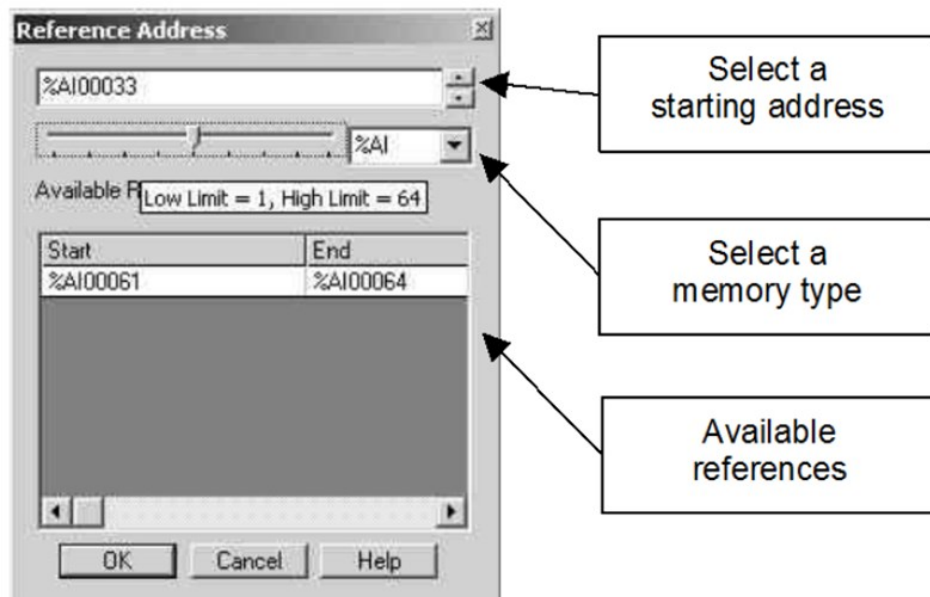 Reference Address
%AI00033
%AI
Available R
Low Limit = 1, High Limit = 64
Start End
%AI00061 %AI00064
OK Cancel Help
Select a
starting address
Select a
memory type
Available
references